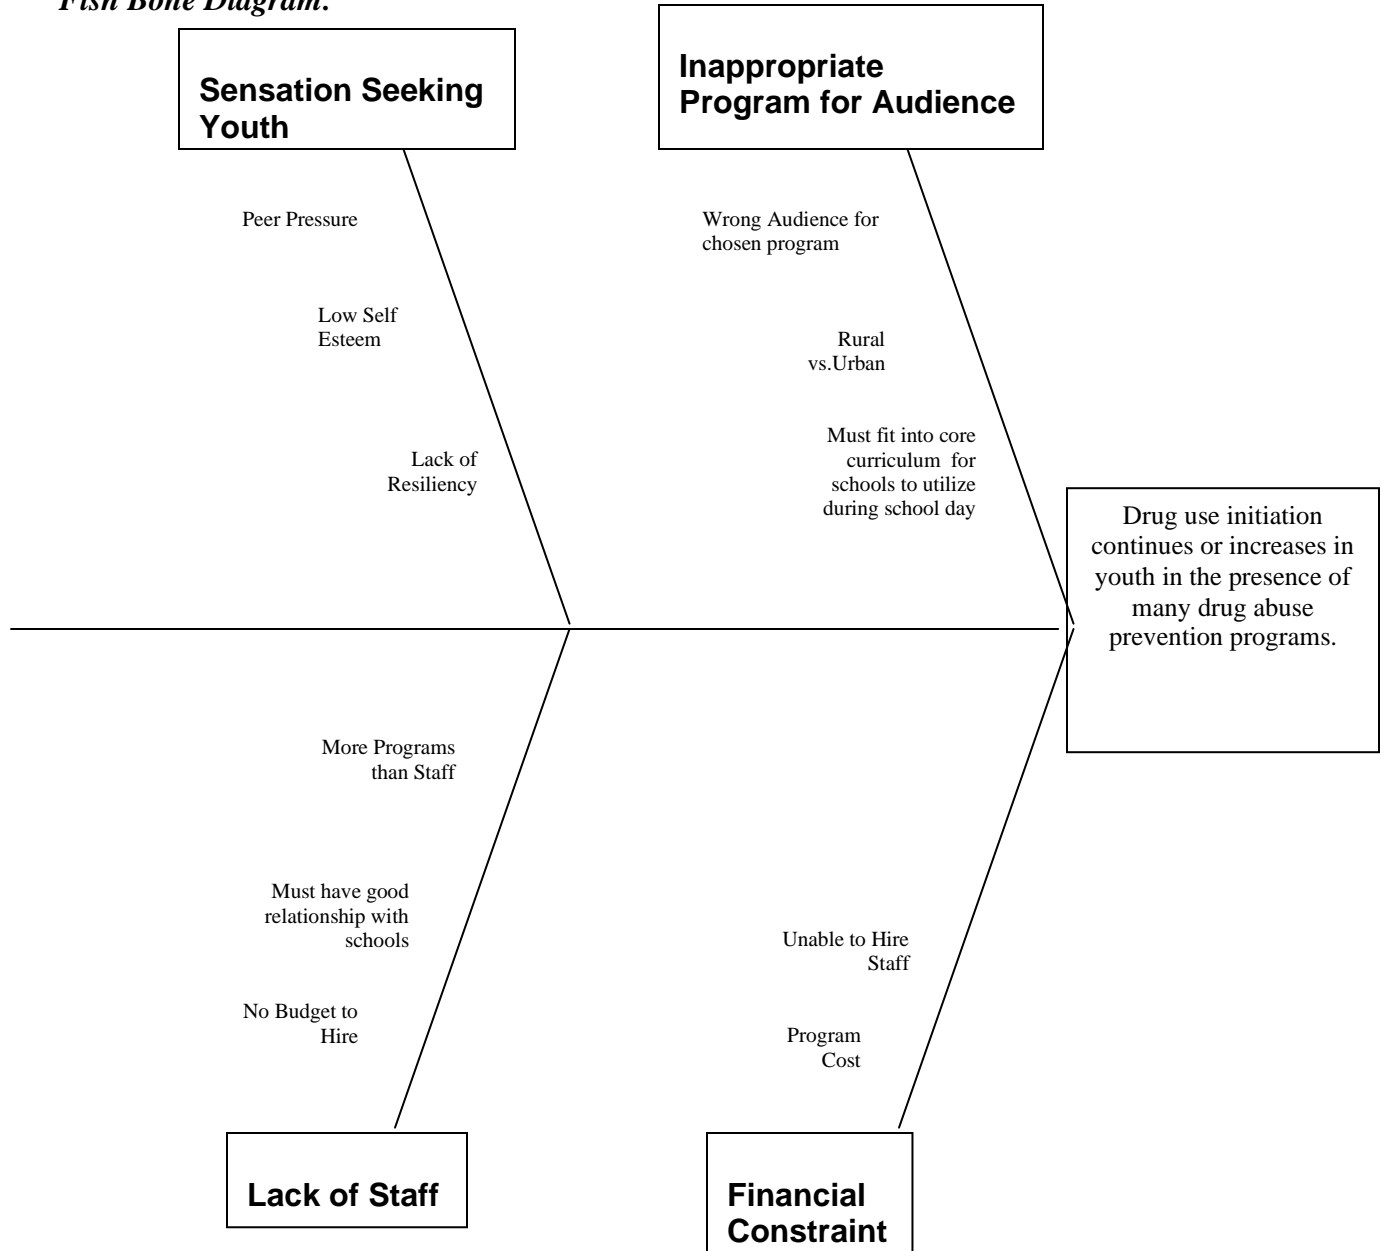 Fish Bone Diagram:
Sensation Seeking
Youth
Inappropriate
Program for Audience
Peer Pressure
Low Self
Esteem
Lack of
Resiliency
Wrong Audience for
chosen program
Rural
vs.Urban
Must fit into core
curriculum for
schools to utilize
during school day
Drug use initiation
continues or increases in
youth in the presence of
many drug abuse
prevention programs.
More Programs
than Staff
Must have good
relationship with
schools
No Budget to
Hire
Unable to Hire
Staff
Program
Cost
Lack of Staff
Financial
Constraint